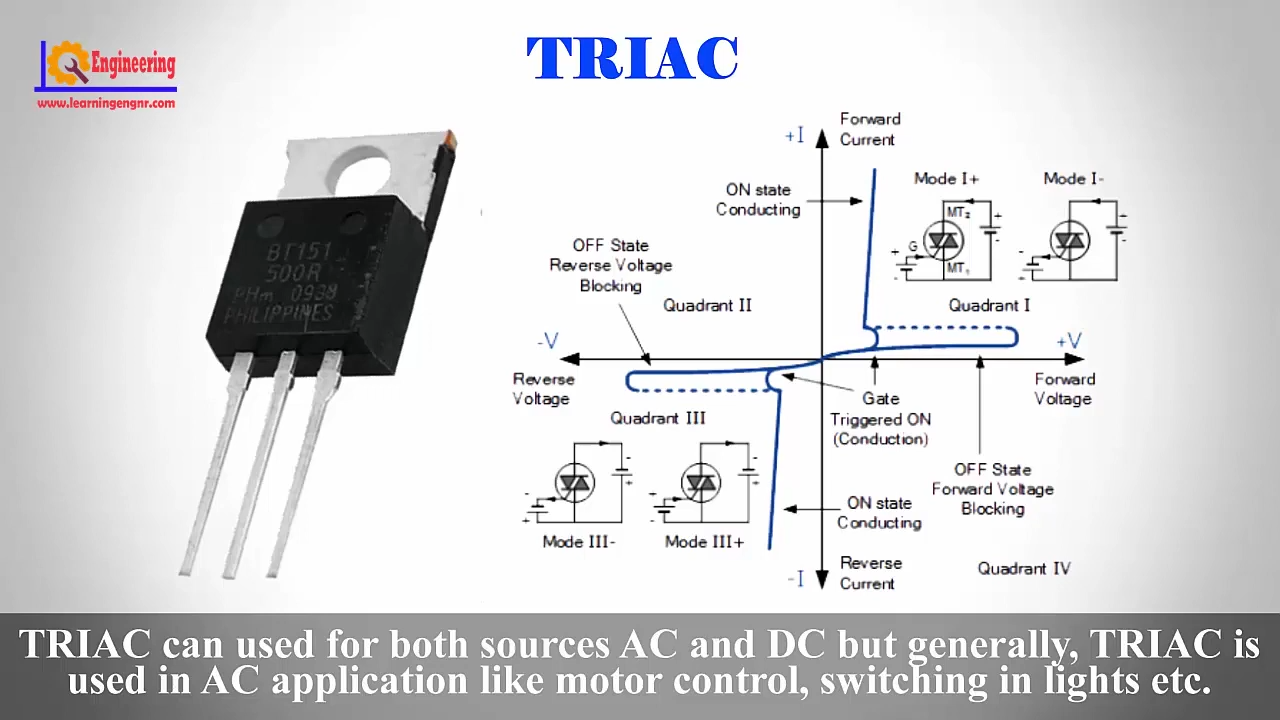 TRIAC
Engineering
www.learningengnr.com
BT151
500R
PHm 0938
PHILIPPINES
+I
Forward
Current
ON state
Conducting
Mode I+
Mode I-
MT₂
+
-
+
-
G
+
-
MT₁
-
+
OFF State
Reverse Voltage
Blocking
Quadrant II
Quadrant I
-V
+V
Reverse
Voltage
Forward
Voltage
Gate
Triggered ON
(Conduction)
Quadrant III
-
+
-
+
-
+
+
-
Mode III-
Mode III+
OFF State
Forward Voltage
Blocking
ON state
Conducting
-I
Reverse
Current
Quadrant IV
TRIAC can used for both sources AC and DC but generally, TRIAC is
used in AC application like motor control, switching in lights etc.